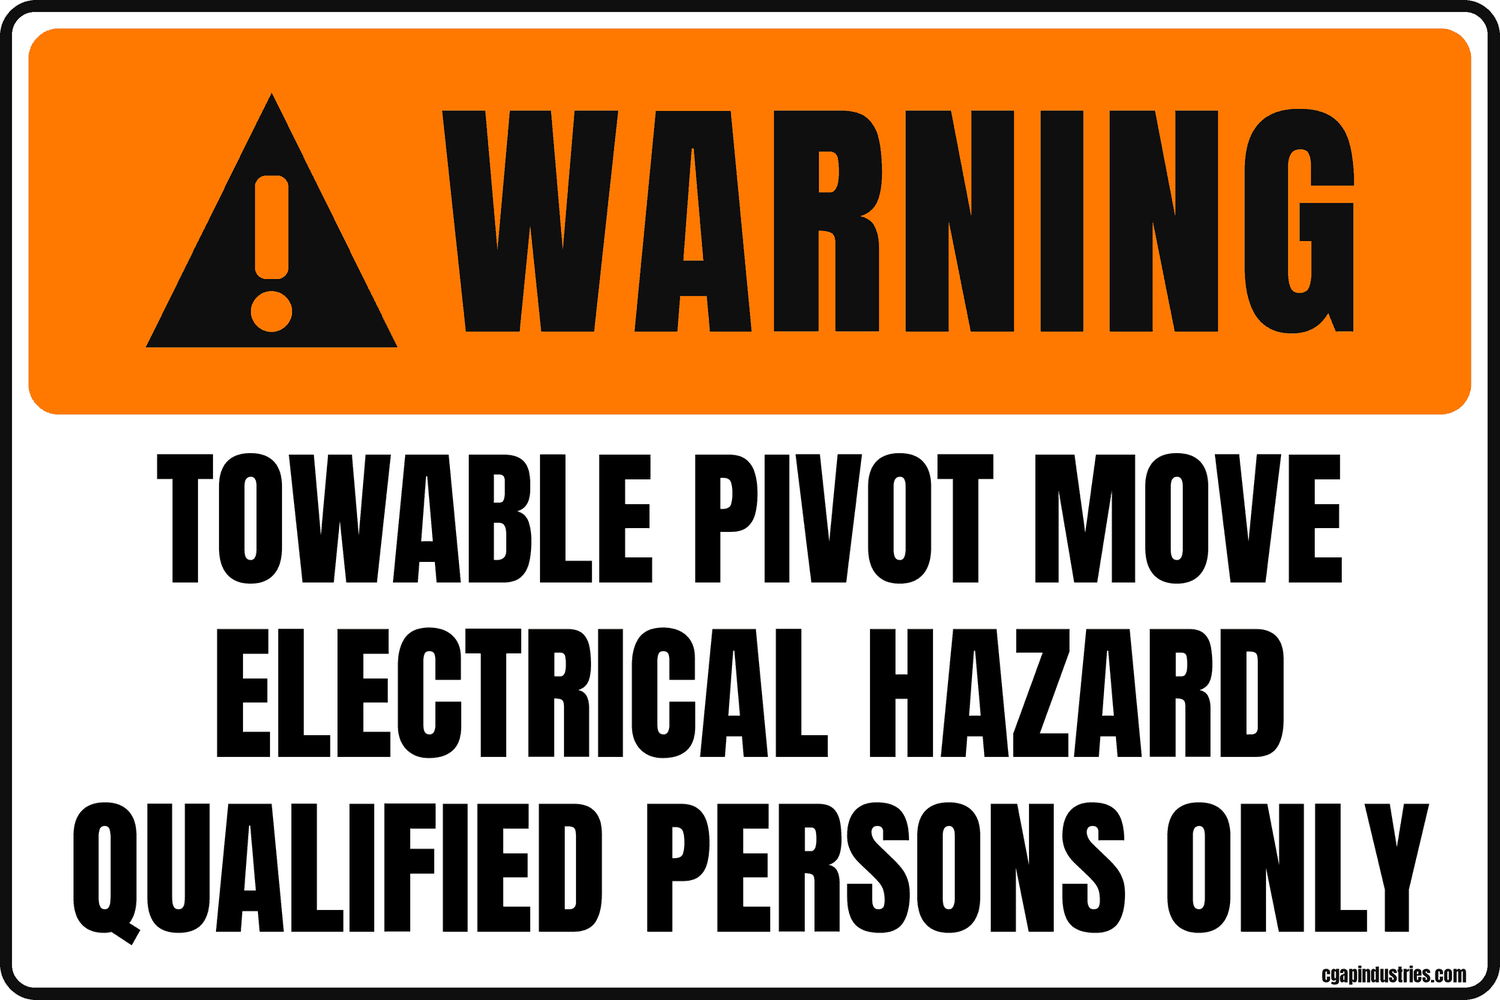 WARNING
TOWABLE PIVOT MOVE
ELECTRICAL HAZARD
QUALIFIED PERSONS ONLY
cgapindustries.com